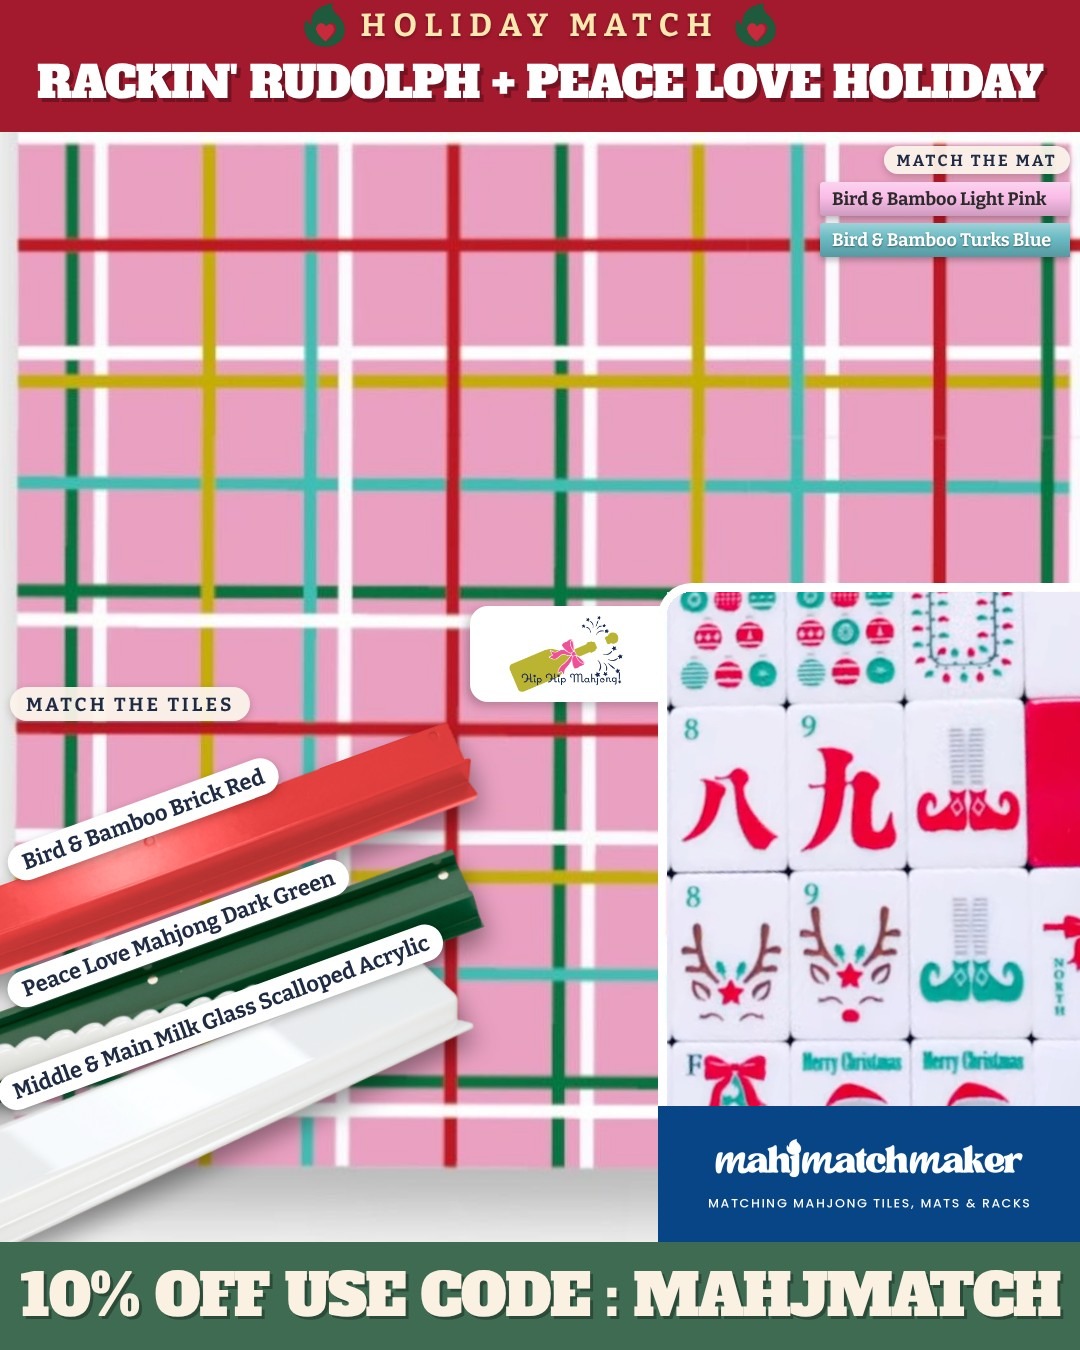 HOLIDAY MATCH
RACKIN' RUDOLPH + PEACE LOVE HOLIDAY
MATCH THE MAT
Bird & Bamboo Light Pink
Bird & Bamboo Turks Blue
Hip Hip Mahjong!
MATCH THE TILES
Bird & Bamboo Brick Red
Peace Love Mahjong Dark Green
Middle & Main Milk Glass Scalloped Acrylic
8 9
八 九
8 9
NORTH
F Merry Christmas Merry Christmas
mahjmatchmaker
MATCHING MAHJONG TILES, MATS & RACKS
10% OFF USE CODE : MAHJMATCH